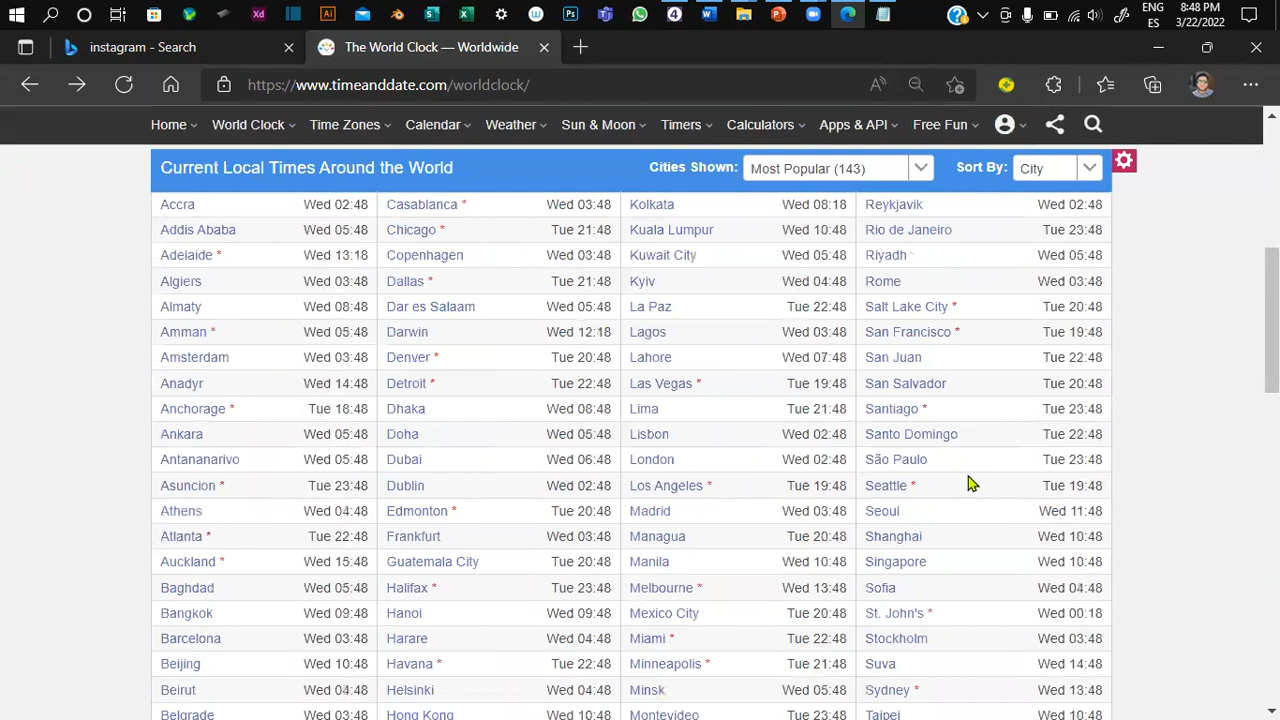 ENG 8:48 PM
ES 3/22/2022
instagram - Search The World Clock — Worldwide
https://www.timeanddate.com/worldclock/
Home World Clock Time Zones Calendar Weather Sun & Moon Timers Calculators Apps & API Free Fun
Current Local Times Around the World Cities Shown: Most Popular (143) Sort By: City
Accra Wed 02:48 Casablanca * Wed 03:48 Kolkata Wed 08:18 Reykjavik Wed 02:48
Addis Ababa Wed 05:48 Chicago * Tue 21:48 Kuala Lumpur Wed 10:48 Rio de Janeiro Tue 23:48
Adelaide * Wed 13:18 Copenhagen Wed 03:48 Kuwait City Wed 05:48 Riyadh Wed 05:48
Algiers Wed 03:48 Dallas * Tue 21:48 Kyiv Wed 04:48 Rome Wed 03:48
Almaty Wed 08:48 Dar es Salaam Wed 05:48 La Paz Tue 22:48 Salt Lake City * Tue 20:48
Amman * Wed 05:48 Darwin Wed 12:18 Lagos Wed 03:48 San Francisco * Tue 19:48
Amsterdam Wed 03:48 Denver * Tue 20:48 Lahore Wed 07:48 San Juan Tue 22:48
Anadyr Wed 14:48 Detroit * Tue 22:48 Las Vegas * Tue 19:48 San Salvador Tue 20:48
Anchorage * Tue 18:48 Dhaka Wed 08:48 Lima Tue 21:48 Santiago * Tue 23:48
Ankara Wed 05:48 Doha Wed 05:48 Lisbon Wed 02:48 Santo Domingo Tue 22:48
Antananarivo Wed 05:48 Dubai Wed 06:48 London Wed 02:48 São Paulo Tue 23:48
Asuncion * Tue 23:48 Dublin Wed 02:48 Los Angeles * Tue 19:48 Seattle * Tue 19:48
Athens Wed 04:48 Edmonton * Tue 20:48 Madrid Wed 03:48 Seoul Wed 11:48
Atlanta * Tue 22:48 Frankfurt Wed 03:48 Managua Tue 20:48 Shanghai Wed 10:48
Auckland * Wed 15:48 Guatemala City Tue 20:48 Manila Wed 10:48 Singapore Wed 10:48
Baghdad Wed 05:48 Halifax * Tue 23:48 Melbourne * Wed 13:48 Sofia Wed 04:48
Bangkok Wed 09:48 Hanoi Wed 09:48 Mexico City Tue 20:48 St. John's * Wed 00:18
Barcelona Wed 03:48 Harare Wed 04:48 Miami * Tue 22:48 Stockholm Wed 03:48
Beijing Wed 10:48 Havana * Tue 22:48 Minneapolis * Tue 21:48 Suva Wed 14:48
Beirut Wed 04:48 Helsinki Wed 04:48 Minsk Wed 05:48 Sydney * Wed 13:48
Belgrade Wed 03:48 Hong Kong Wed 10:48 Montevideo Tue 23:48 Taipei Wed 10:48